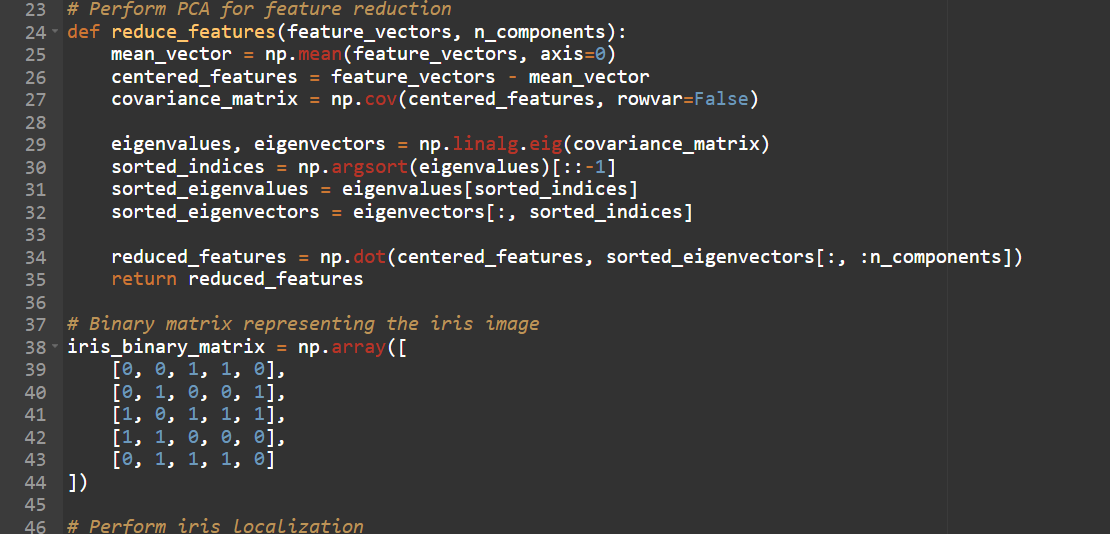 23 # Perform PCA for feature reduction
24 def reduce_features(feature_vectors, n_components):
25     mean_vector = np.mean(feature_vectors, axis=0)
26     centered_features = feature_vectors - mean_vector
27     covariance_matrix = np.cov(centered_features, rowvar=False)
28
29     eigenvalues, eigenvectors = np.linalg.eig(covariance_matrix)
30     sorted_indices = np.argsort(eigenvalues)[::-1]
31     sorted_eigenvalues = eigenvalues[sorted_indices]
32     sorted_eigenvectors = eigenvectors[:, sorted_indices]
33
34     reduced_features = np.dot(centered_features, sorted_eigenvectors[:, :n_components])
35     return reduced_features
36
37 # Binary matrix representing the iris image
38 iris_binary_matrix = np.array([
39     [0, 0, 1, 1, 0],
40     [0, 1, 0, 0, 1],
41     [1, 0, 1, 1, 1],
42     [1, 1, 0, 0, 0],
43     [0, 1, 1, 1, 0]
44 ])
45
46 # Perform iris localization